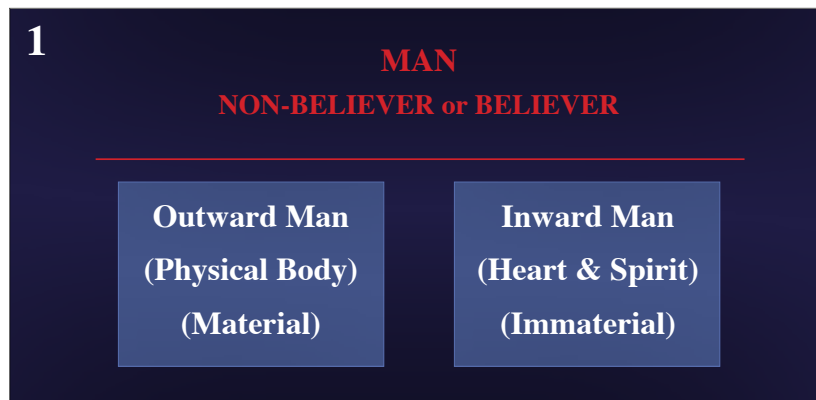 1
MAN
NON-BELIEVER or BELIEVER
Outward Man
(Physical Body)
(Material)
Inward Man
(Heart & Spirit)
(Immaterial)